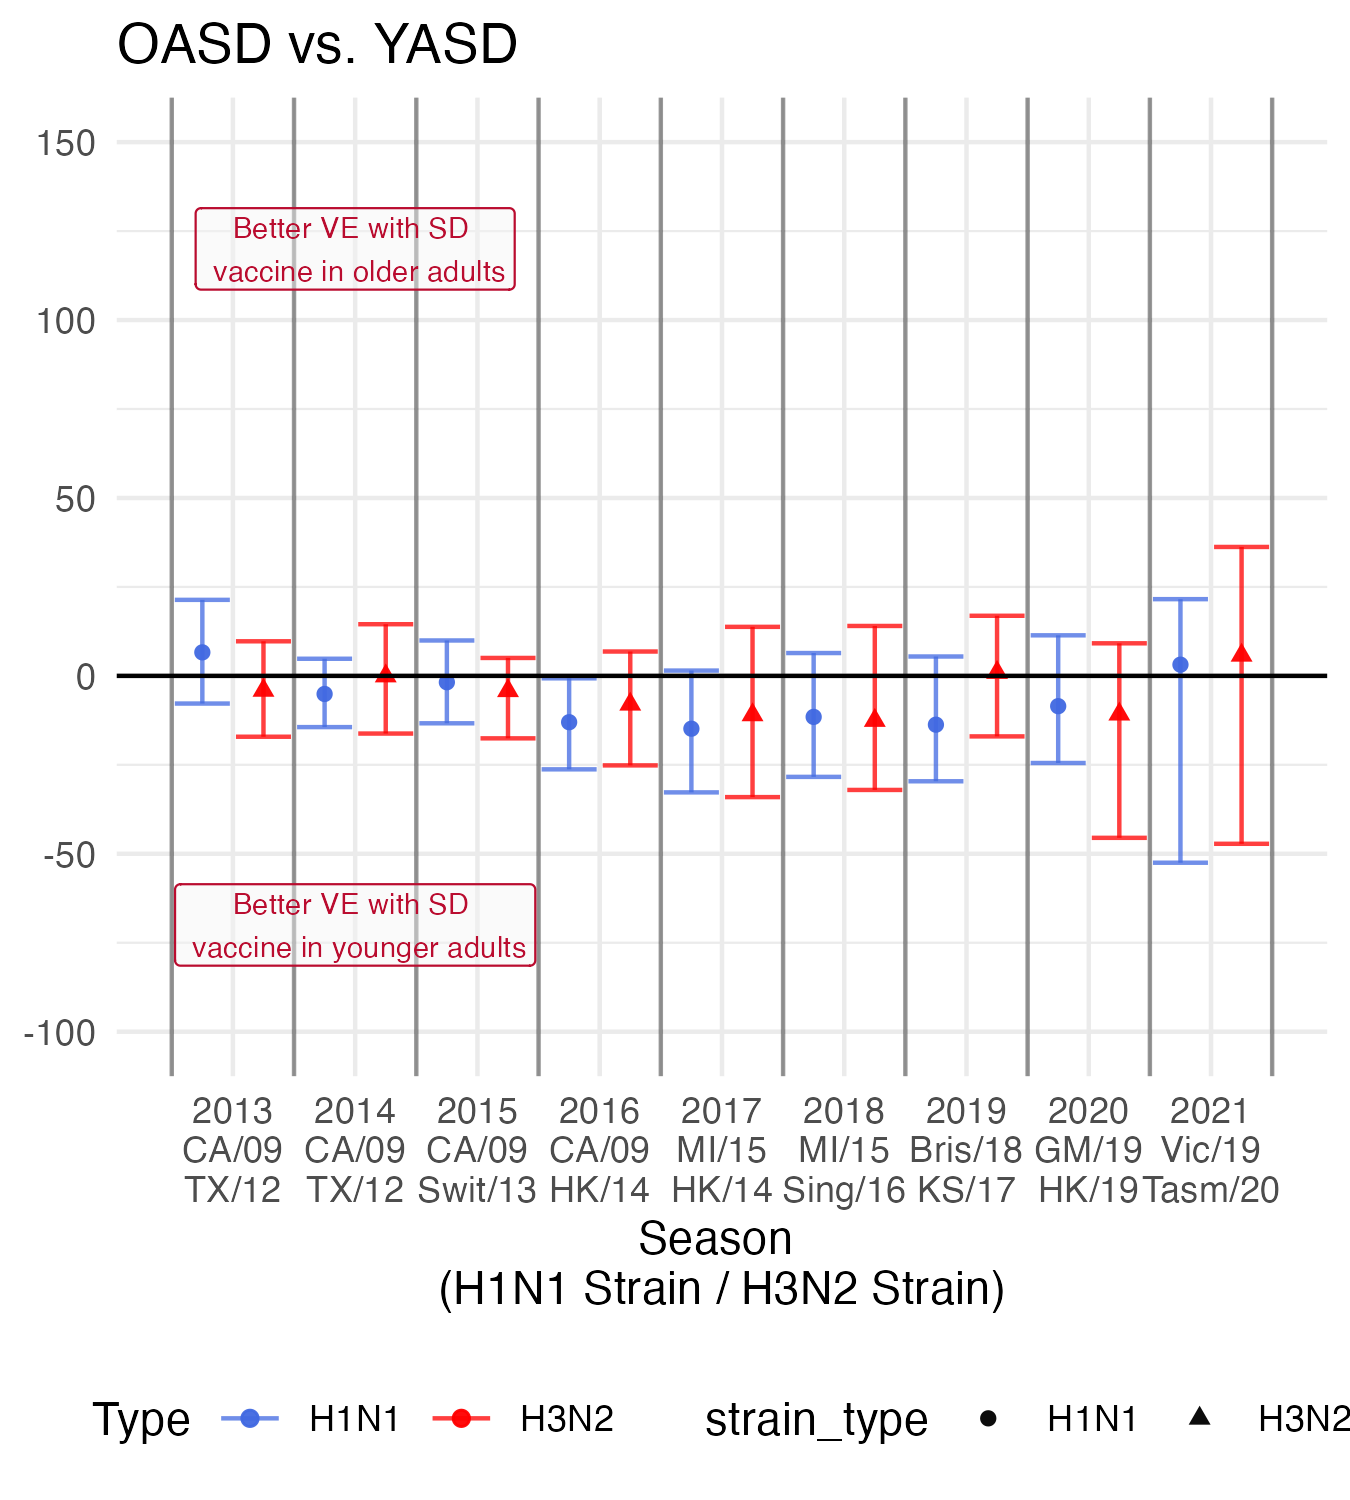 OASD vs. YASD
150
Better VE with SD
vaccine in older adults
100
50
0
-50
Better VE with SD
vaccine in younger adults
-100
2013 2014 2015 2016 2017 2018 2019 2020 2021
CA/09 CA/09 CA/09 CA/09 MI/15 MI/15 Bris/18 GM/19 Vic/19
TX/12 TX/12 Swit/13 HK/14 HK/14 Sing/16 KS/17 HK/19 Tasm/20
Season
(H1N1 Strain / H3N2 Strain)
Type H1N1 H3N2 strain_type H1N1 H3N2